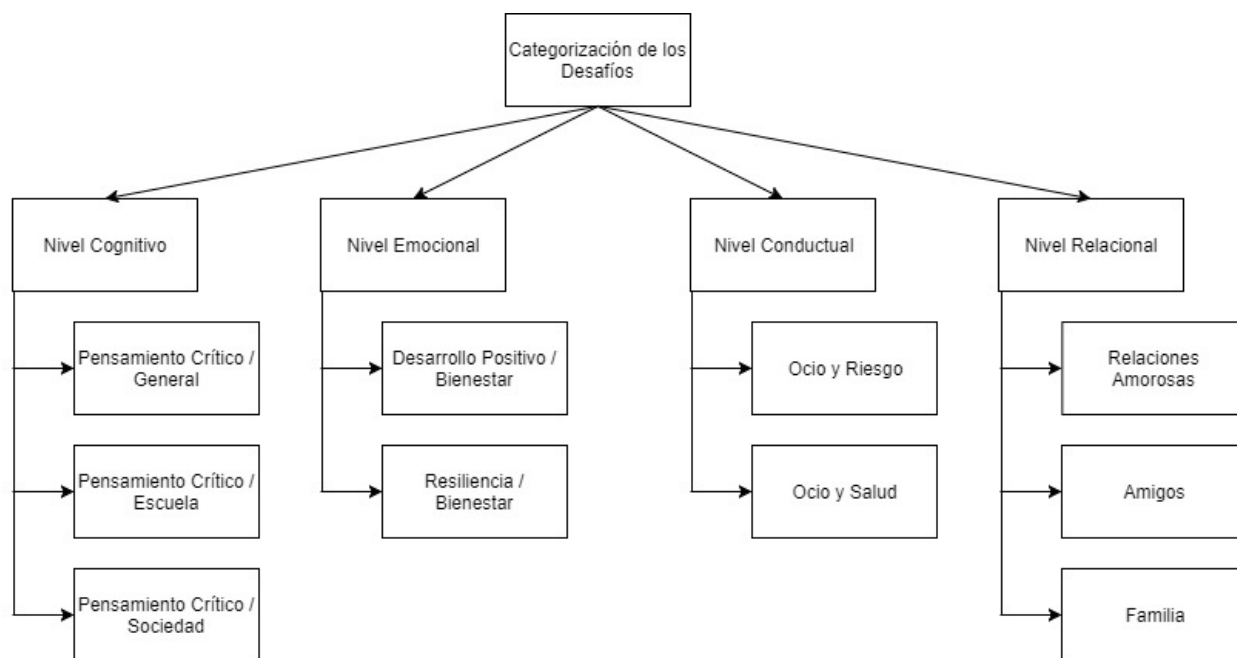 Categorización de los
Desafíos
Nivel Cognitivo
Nivel Emocional
Nivel Conductual
Nivel Relacional
Pensamiento Crítico /
General
Desarrollo Positivo /
Bienestar
Ocio y Riesgo
Relaciones
Amorosas
Pensamiento Crítico /
Escuela
Resiliencia /
Bienestar
Ocio y Salud
Amigos
Pensamiento Crítico /
Sociedad
Familia